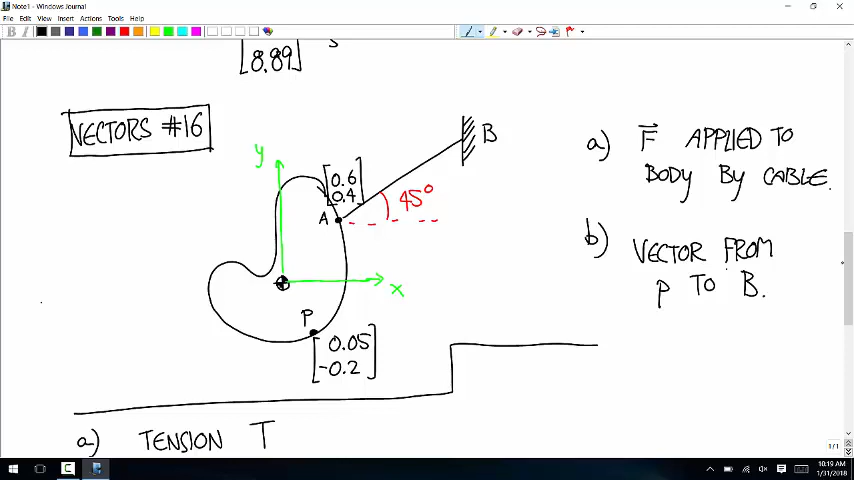 Note1 - Windows Journal
File Edit View Insert Actions Tools Help
B I
[8.89] s
VECTORS #16
y
[0.6
0.4]
A
45°
B
x
P
[0.05
-0.2]
a) F APPLIED TO
BODY BY CABLE.
b) VECTOR FROM
P TO B.
a) TENSION T
1/1
10:19 AM
1/31/2018